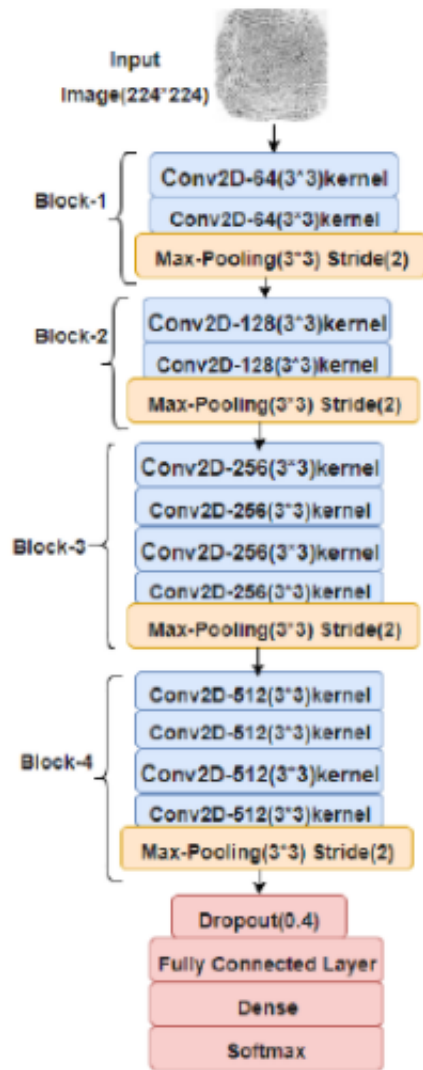 Input
Image(224*224)
Block-1
Conv2D-64(3*3)kernel
Conv2D-64(3*3)kernel
Max-Pooling(3*3) Stride(2)
Block-2
Conv2D-128(3*3)kernel
Conv2D-128(3*3)kernel
Max-Pooling(3*3) Stride(2)
Block-3
Conv2D-256(3*3)kernel
Conv2D-256(3*3)kernel
Conv2D-256(3*3)kernel
Conv2D-256(3*3)kernel
Max-Pooling(3*3) Stride(2)
Block-4
Conv2D-512(3*3)kernel
Conv2D-512(3*3)kernel
Conv2D-512(3*3)kernel
Conv2D-512(3*3)kernel
Max-Pooling(3*3) Stride(2)
Dropout(0.4)
Fully Connected Layer
Dense
Softmax